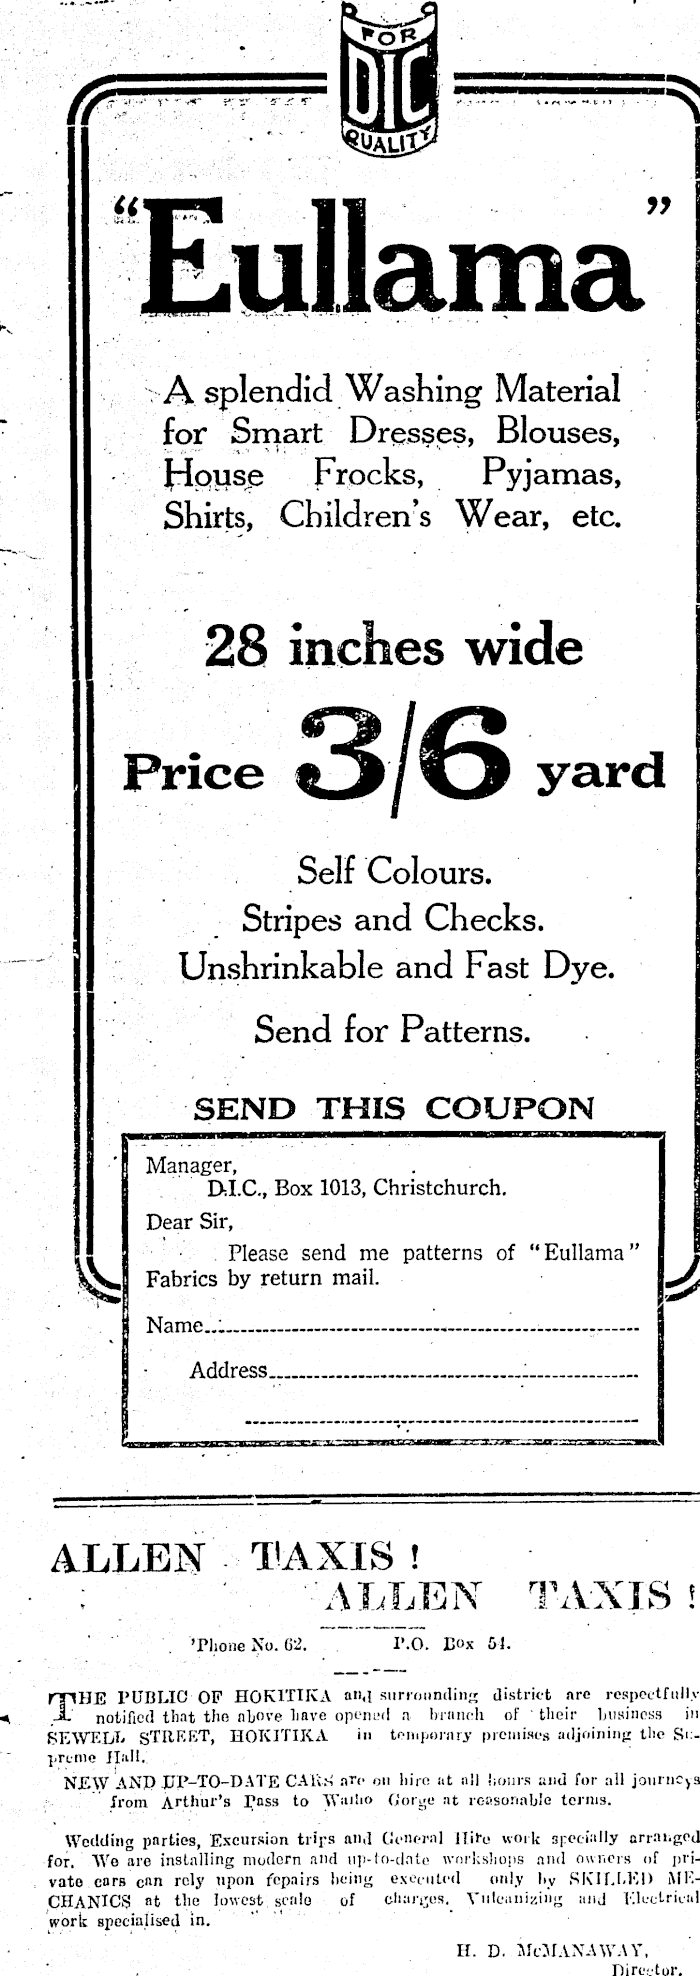 FOR
DIC
QUALITY
"Eullama"
A splendid Washing Material
for Smart Dresses, Blouses,
House Frocks, Pyjamas,
Shirts, Children's Wear, etc.
28 inches wide
Price 3/6 yard
Self Colours.
Stripes and Checks.
Unshrinkable and Fast Dye.
Send for Patterns.
SEND THIS COUPON
Manager,
D.I.C., Box 1013, Christchurch.
Dear Sir,
Please send me patterns of "Eullama"
Fabrics by return mail.
Name
Address
ALLEN TAXIS!
ALLEN TAXIS!
'Phone No. 62. P.O. Box 54.
THE PUBLIC OF HOKITIKA and surrounding district are respectfully
notified that the above have opened a branch of their business in
SEWELL STREET, HOKITIKA in temporary premises adjoining the Su-
preme Hall.
NEW AND UP-TO-DATE CARS are on hire at all hours and for all journeys
from Arthur's Pass to Waiho Gorge at reasonable terms.
Wedding parties, Excursion trips and General Hire work specially arranged
for. We are installing modern and up-to-date workshops and owners of pri-
vate cars can rely upon repairs being executed only by SKILLED ME-
CHANICS at the lowest scale of charges. Vulcanizing and Electrical
work specialised in.
H. D. McMANAWAY,
Director.